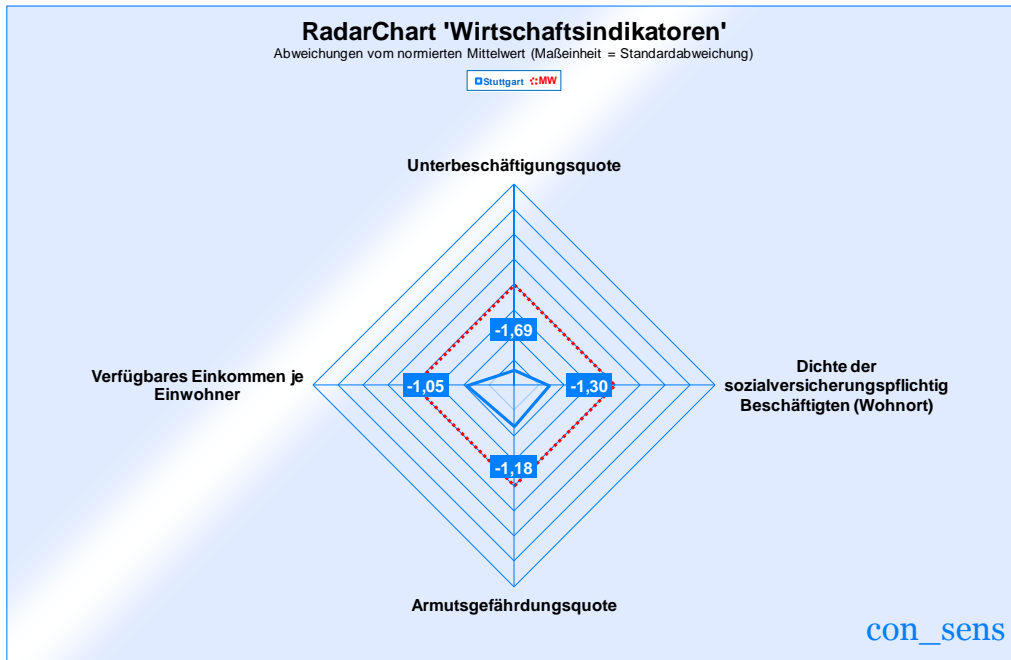 RadarChart 'Wirtschaftsindikatoren'
Abweichungen vom normierten Mittelwert (Maßeinheit = Standardabweichung)
Stuttgart MW
Unterbeschäftigungsquote
-1,69
Verfügbares Einkommen je
Einwohner
-1,05
-1,30
Dichte der
sozialversicherungspflichtig
Beschäftigten (Wohnort)
-1,18
Armutsgefährdungsquote
con_sens